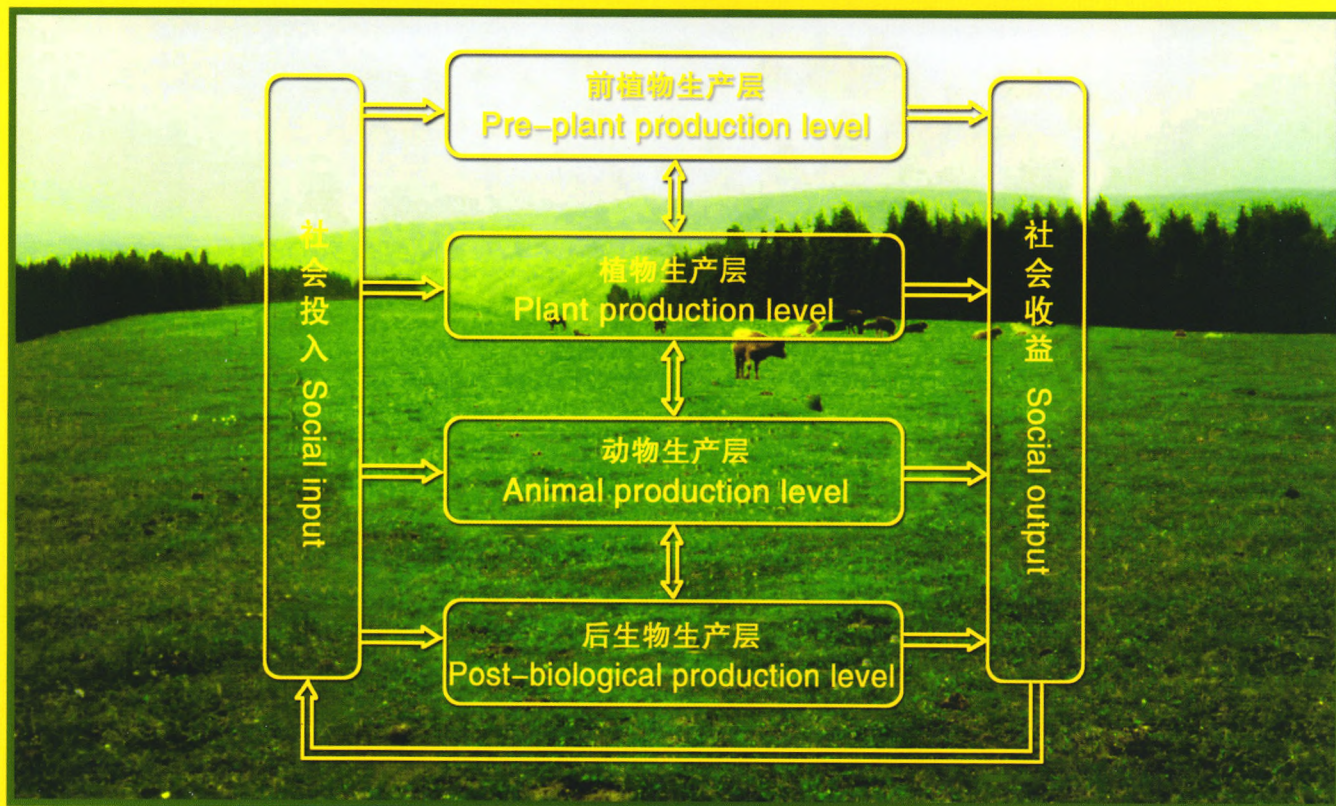 前植物生产层
Pre-plant production level
社会投入 Social input
植物生产层
Plant production level
动物生产层
Animal production level
后生物生产层
Post-biological production level
社会收益 Social output